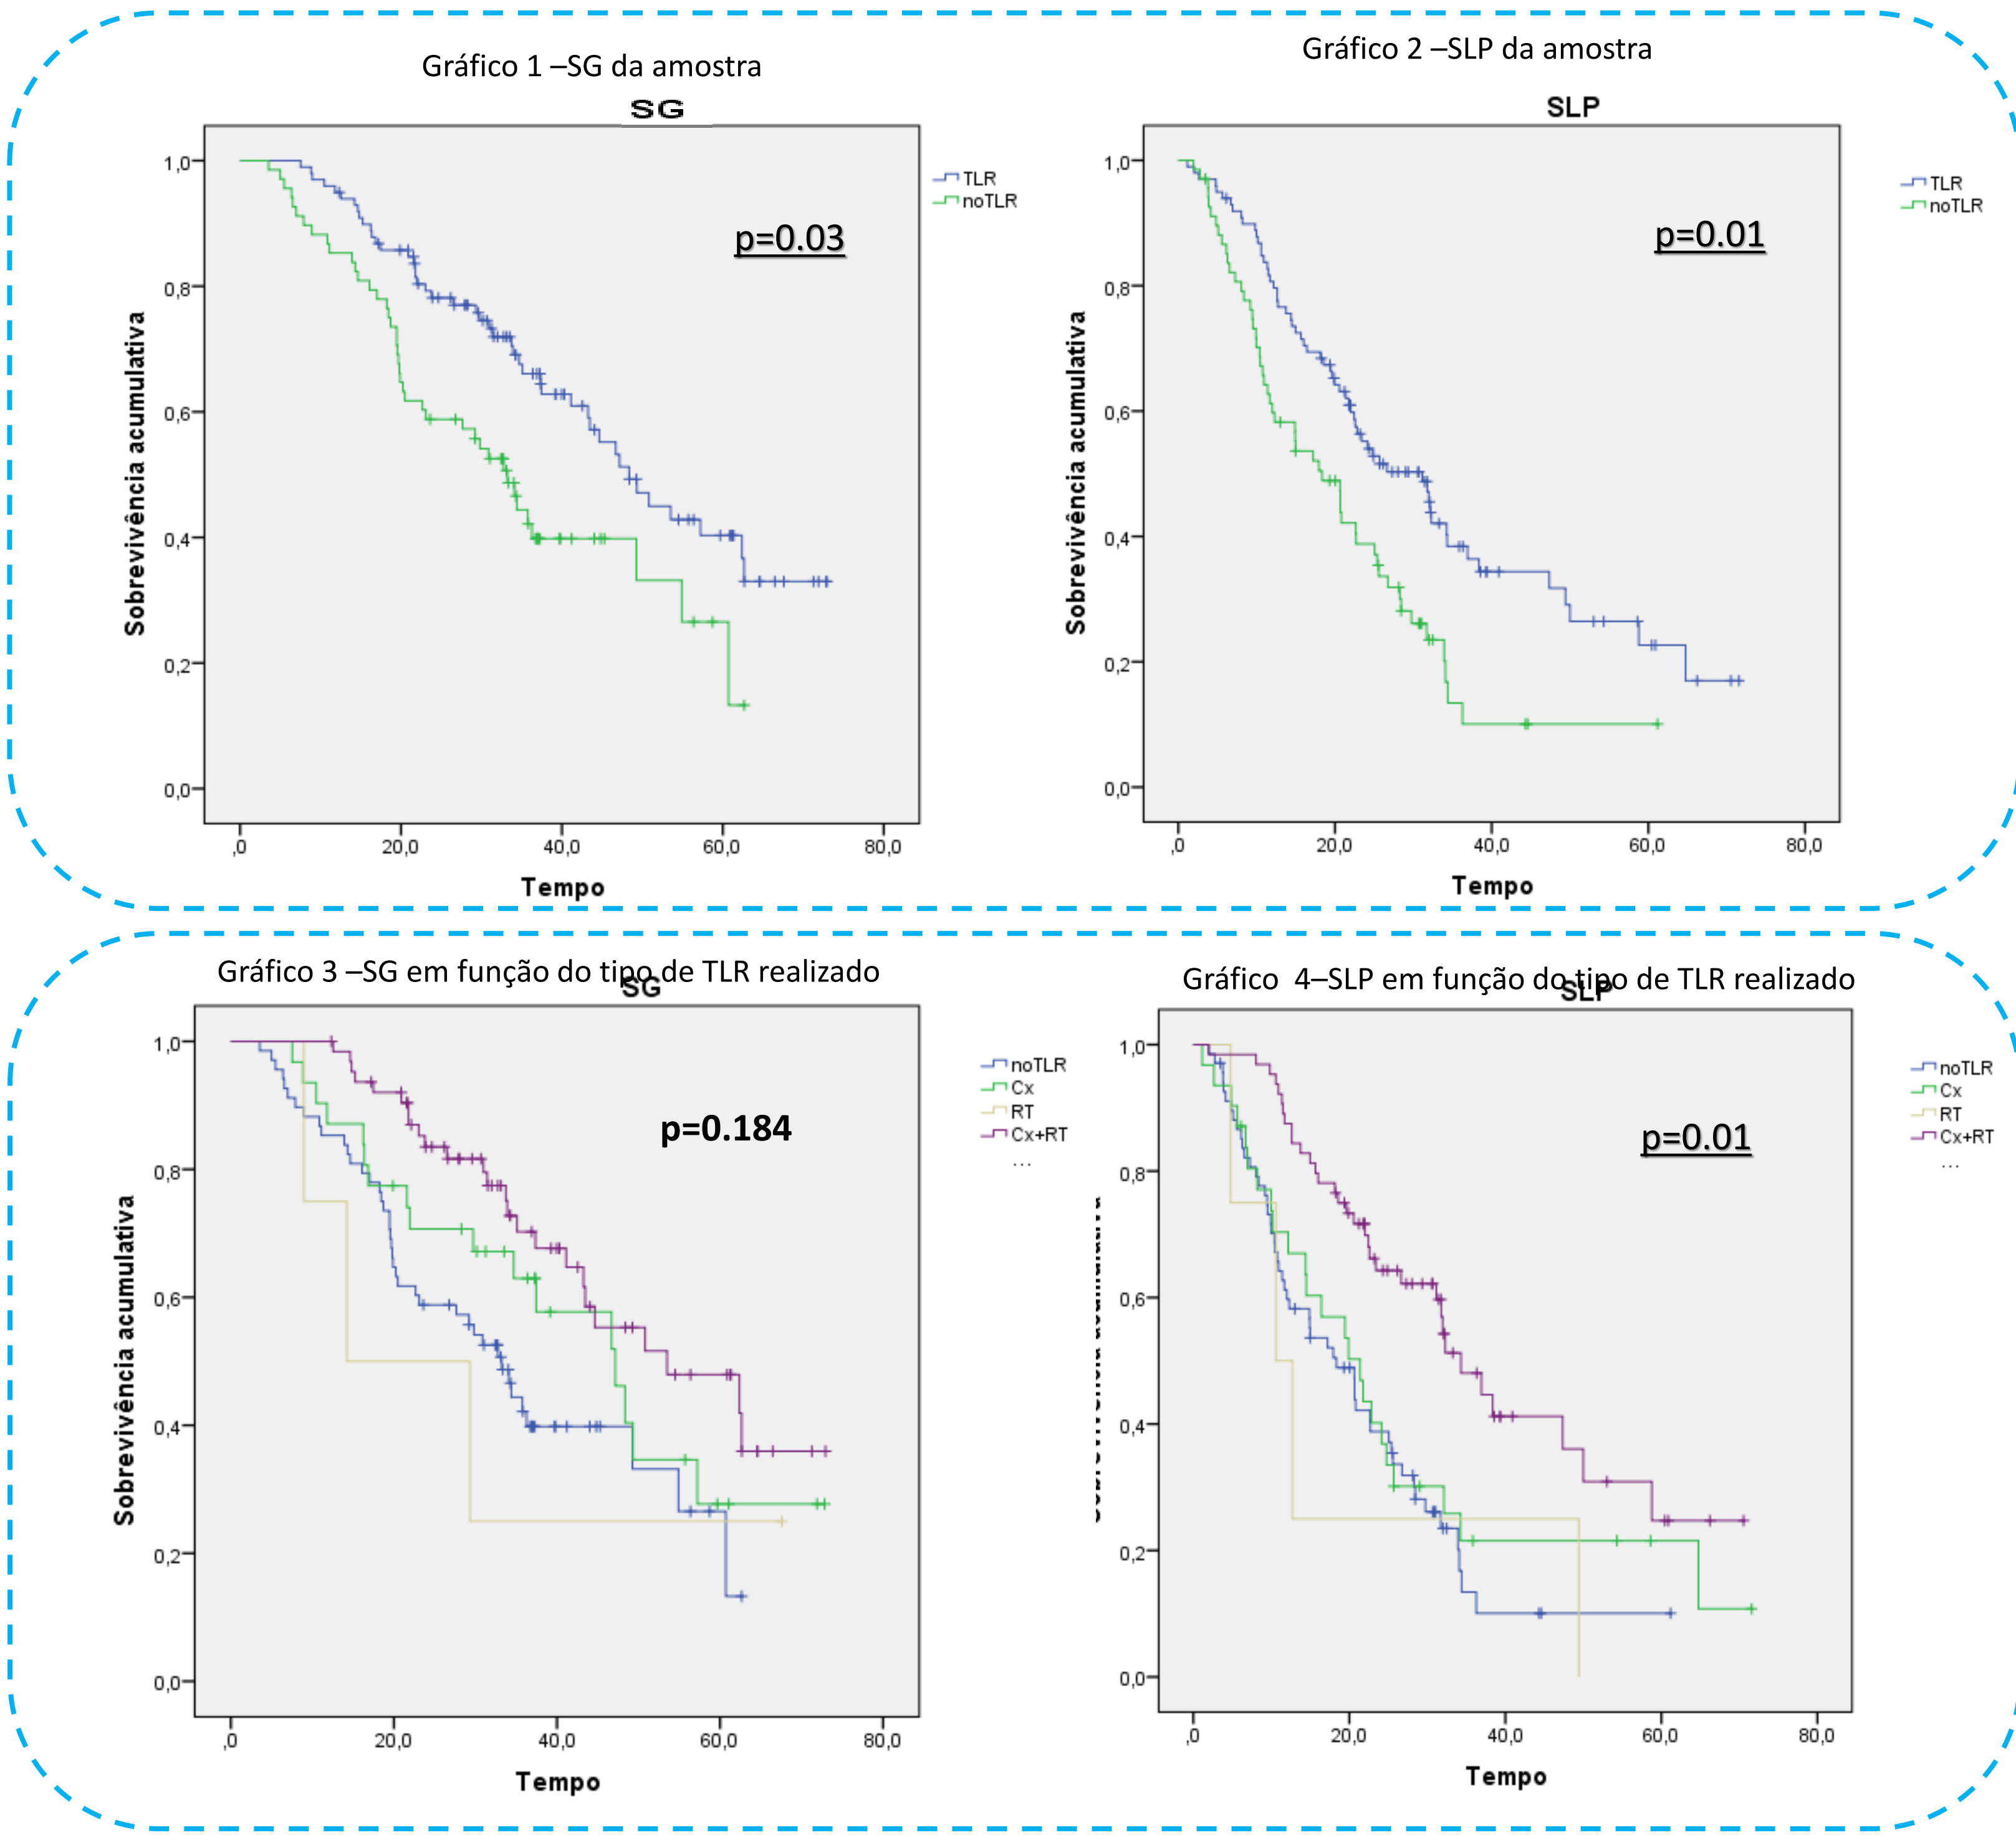 Gráfico 1 –SG da amostra
SG
1,0
0,8
0,6
0,4
0,2
0,0
Sobrevivência acumulativa
,0
20,0
40,0
60,0
80,0
Tempo
TLR
noTLR
p=0.03
Gráfico 2 –SLP da amostra
SLP
1,0
0,8
0,6
0,4
0,2
0,0
Sobrevivência acumulativa
,0
20,0
40,0
60,0
80,0
Tempo
TLR
noTLR
p=0.01
Gráfico 3 –SG em função do tipo de TLR realizado
SG
1,0
0,8
0,6
0,4
0,2
0,0
Sobrevivência acumulativa
,0
20,0
40,0
60,0
80,0
Tempo
noTLR
Cx
RT
Cx+RT
...
p=0.184
Gráfico 4–SLP em função do tipo de TLR realizado
SLP
1,0
0,8
0,6
0,4
0,2
0,0
,0
20,0
40,0
60,0
80,0
Tempo
noTLR
Cx
RT
Cx+RT
...
p=0.01